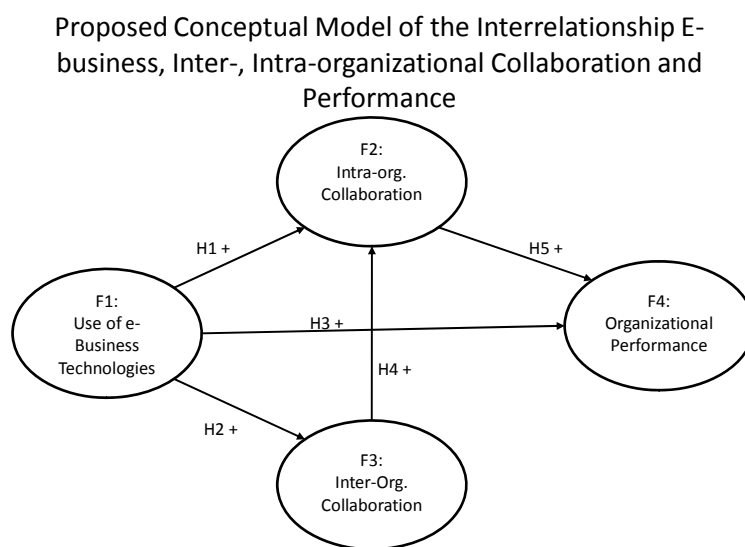 Proposed Conceptual Model of the Interrelationship E-
business, Inter-, Intra-organizational Collaboration and
Performance
F2:
Intra-org.
Collaboration
H1 +
H5 +
F1:
Use of e-
Business
Technologies
H3 +
F4:
Organizational
Performance
H4 +
H2 +
F3:
Inter-Org.
Collaboration